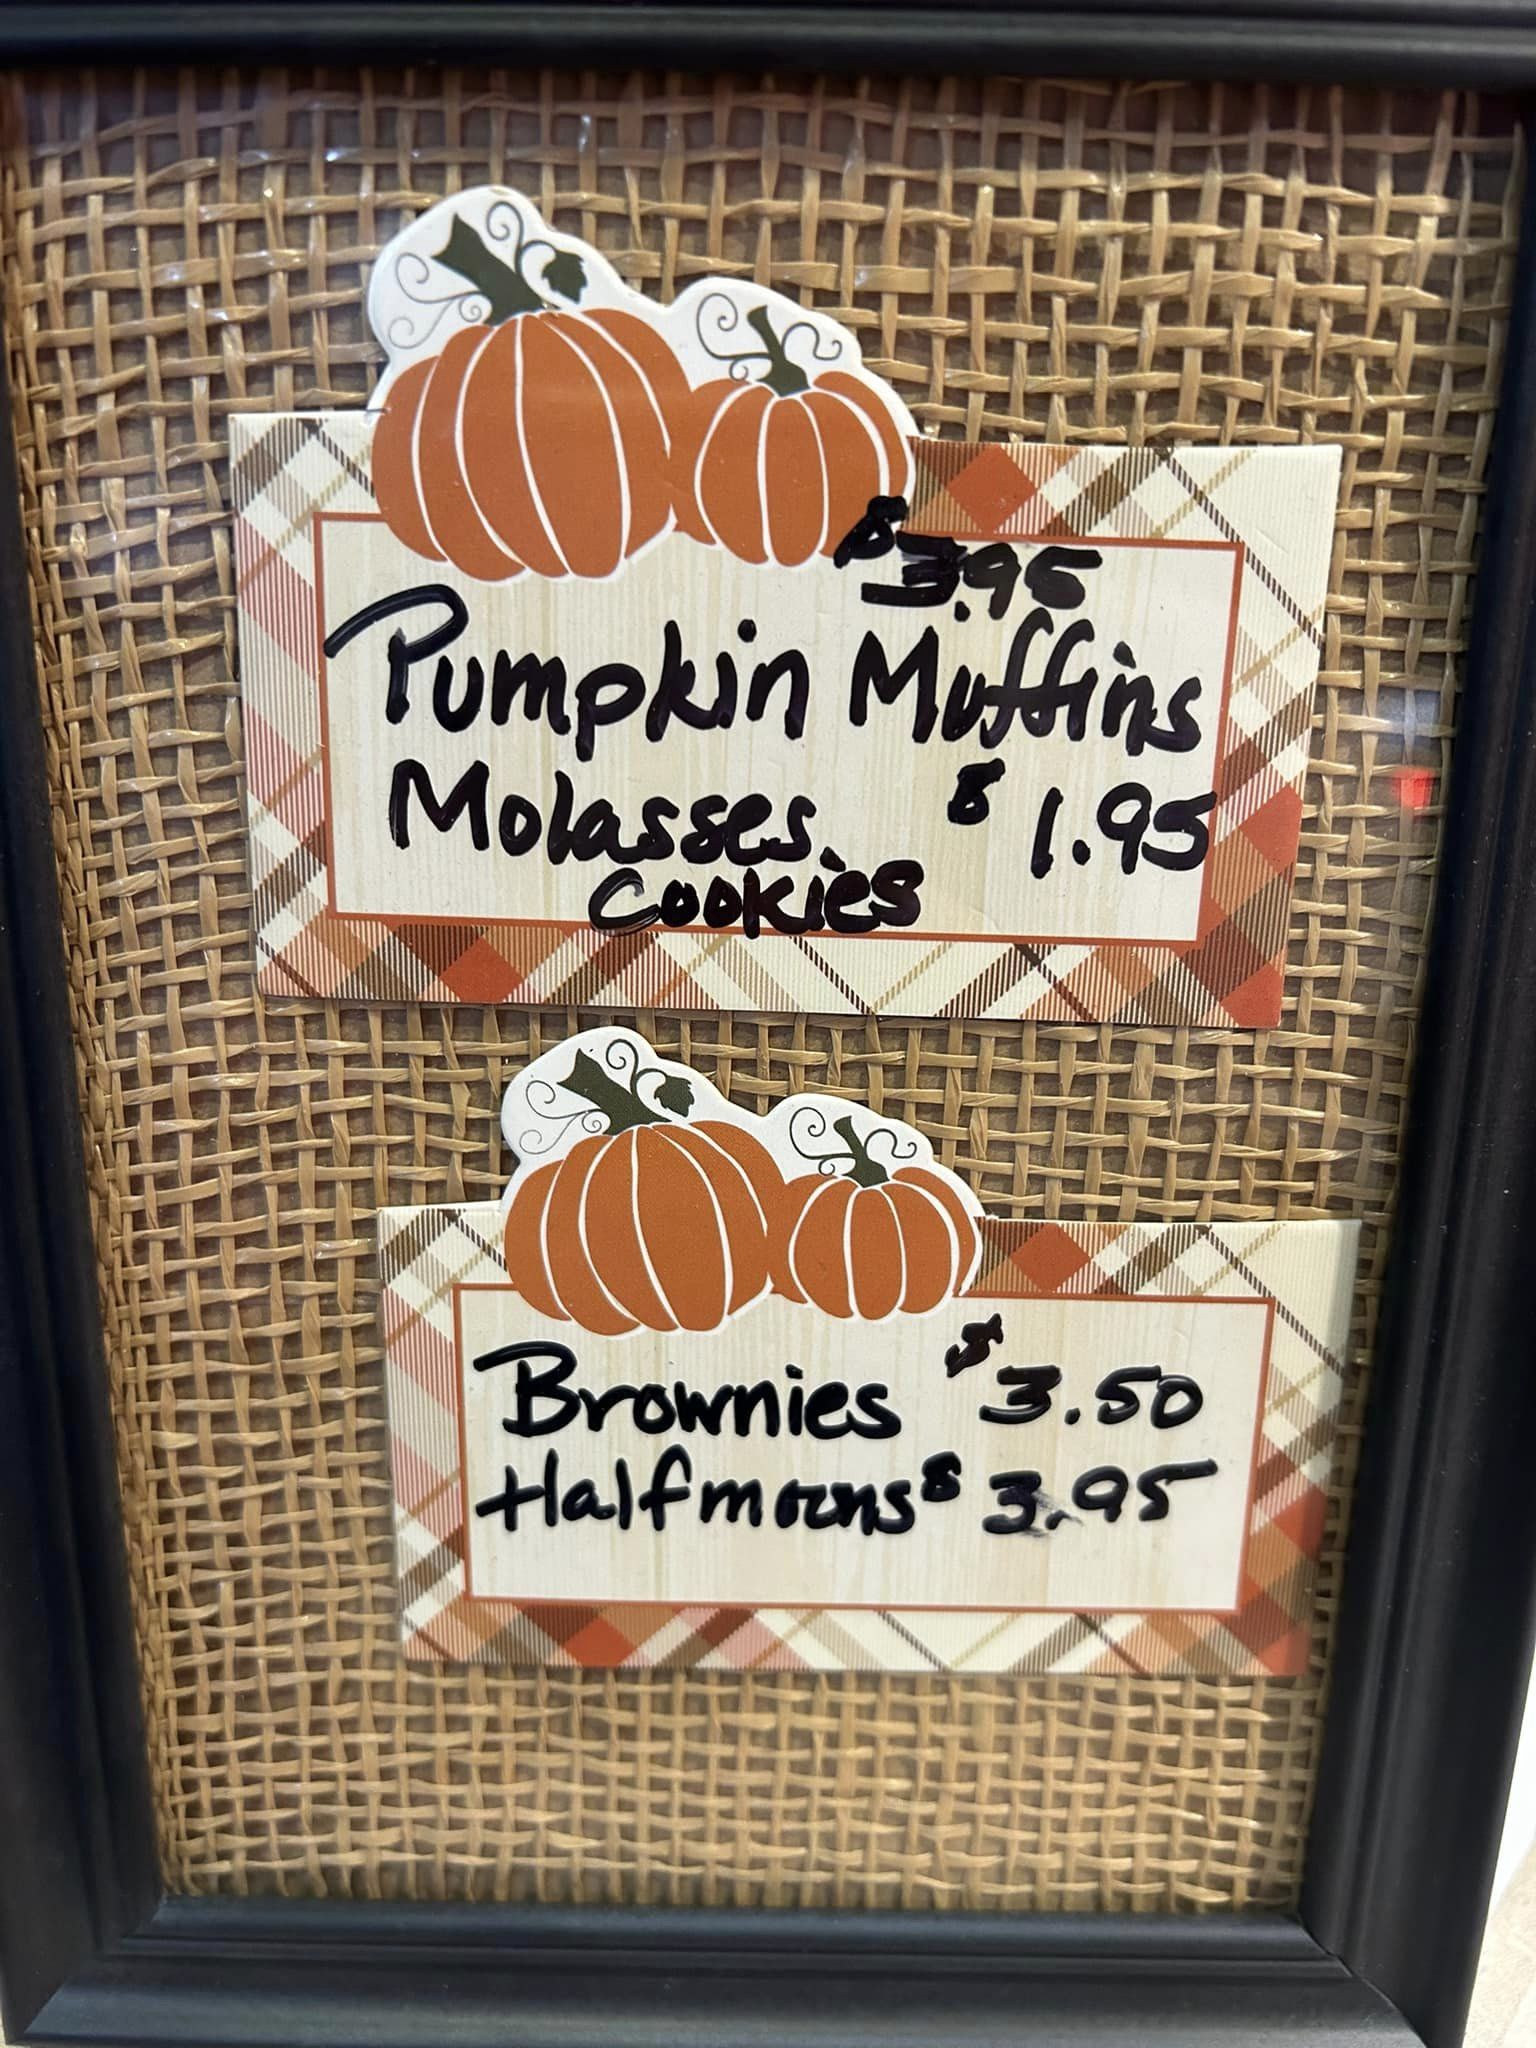 $3.95
Pumpkin Muffins
Molasses $1.95
Cookies
Brownies $3.50
Halfmoons $3.95